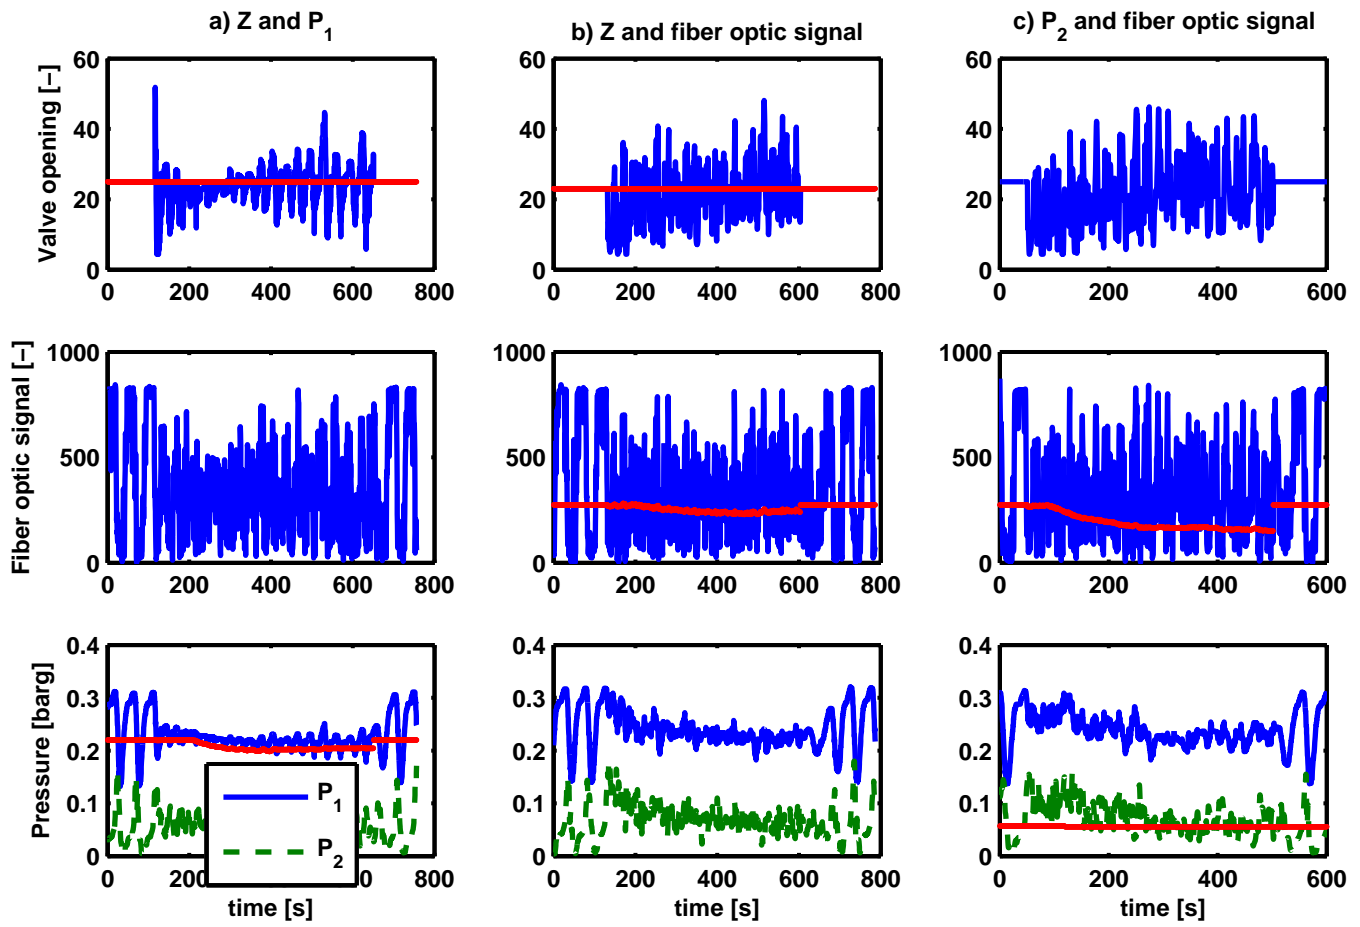 a) Z and P1
b) Z and fiber optic signal
c) P2 and fiber optic signal
Valve opening [−]
60
40
20
0
0 200 400 600 800
60
40
20
0
0 200 400 600 800
60
40
20
0
0 200 400 600
Fiber optic signal [−]
1000
500
0
0 200 400 600 800
1000
500
0
0 200 400 600 800
1000
500
0
0 200 400 600
Pressure [barg]
0.4
0.3
0.2
0.1
0
0 200 600 800
P1
P2
time [s]
0.4
0.3
0.2
0.1
0
0 200 400 600 800
time [s]
0.4
0.3
0.2
0.1
0
0 200 400 600
time [s]